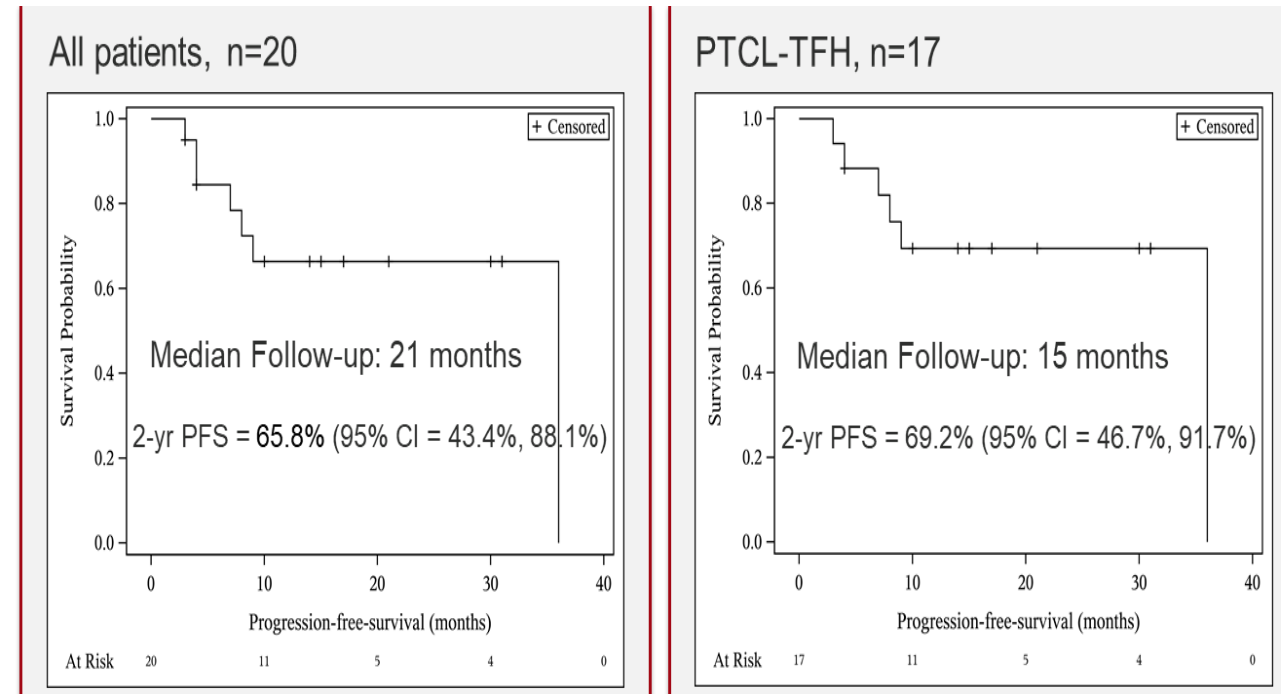 All patients, n=20
+ Censored
1.0
0.8
0.6
0.4
0.2
0.0
Survival Probability
Median Follow-up: 21 months
2-yr PFS = 65.8% (95% CI = 43.4%, 88.1%)
0 10 20 30 40
Progression-free-survival (months)
At Risk 20 11 5 4 0
PTCL-TFH, n=17
+ Censored
1.0
0.8
0.6
0.4
0.2
0.0
Survival Probability
Median Follow-up: 15 months
2-yr PFS = 69.2% (95% CI = 46.7%, 91.7%)
0 10 20 30 40
Progression-free-survival (months)
At Risk 17 11 5 4 0